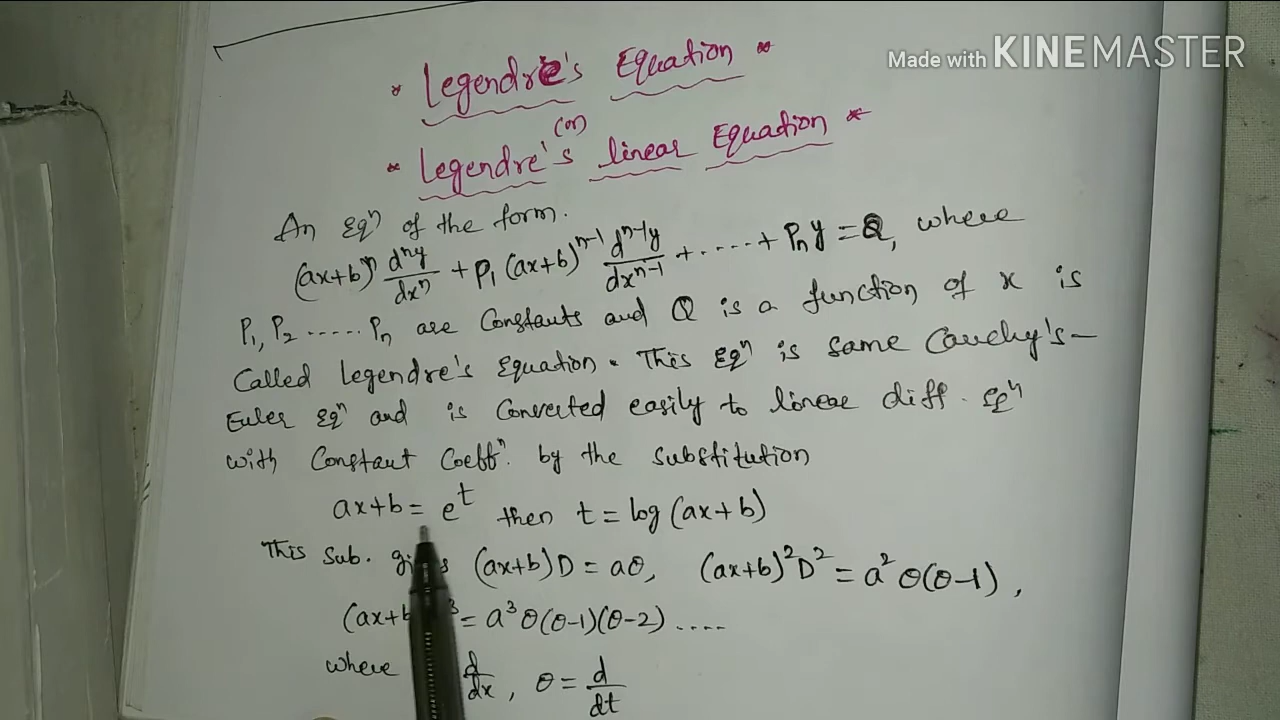 Made with KINEMASTER
* Legendre's Equation *
(or)
* Legendre's linear Equation *
An Eqⁿ of the form.
(ax+b)ⁿ dⁿy/dxⁿ + P₁ (ax+b)ⁿ⁻¹ dⁿ⁻¹y/dxⁿ⁻¹ + ...... + Pₙy = Q, where
P₁, P₂ ...... Pₙ are Constants and Q is a function of x is
Called Legendre's Equation. This Eqⁿ is same Cauchy's-
Euler Eqⁿ and is Converted easily to linear diff. Eqⁿ
with Constant Coeffⁿ. by the substitution
ax+b = eᵗ then t = log (ax+b)
This Sub. (ax+b)D = aθ, (ax+b)²D² = a² θ(θ-1),
(ax+b ³ = a³ θ(θ-1)(θ-2) ....
where d/dx, θ = d/dt